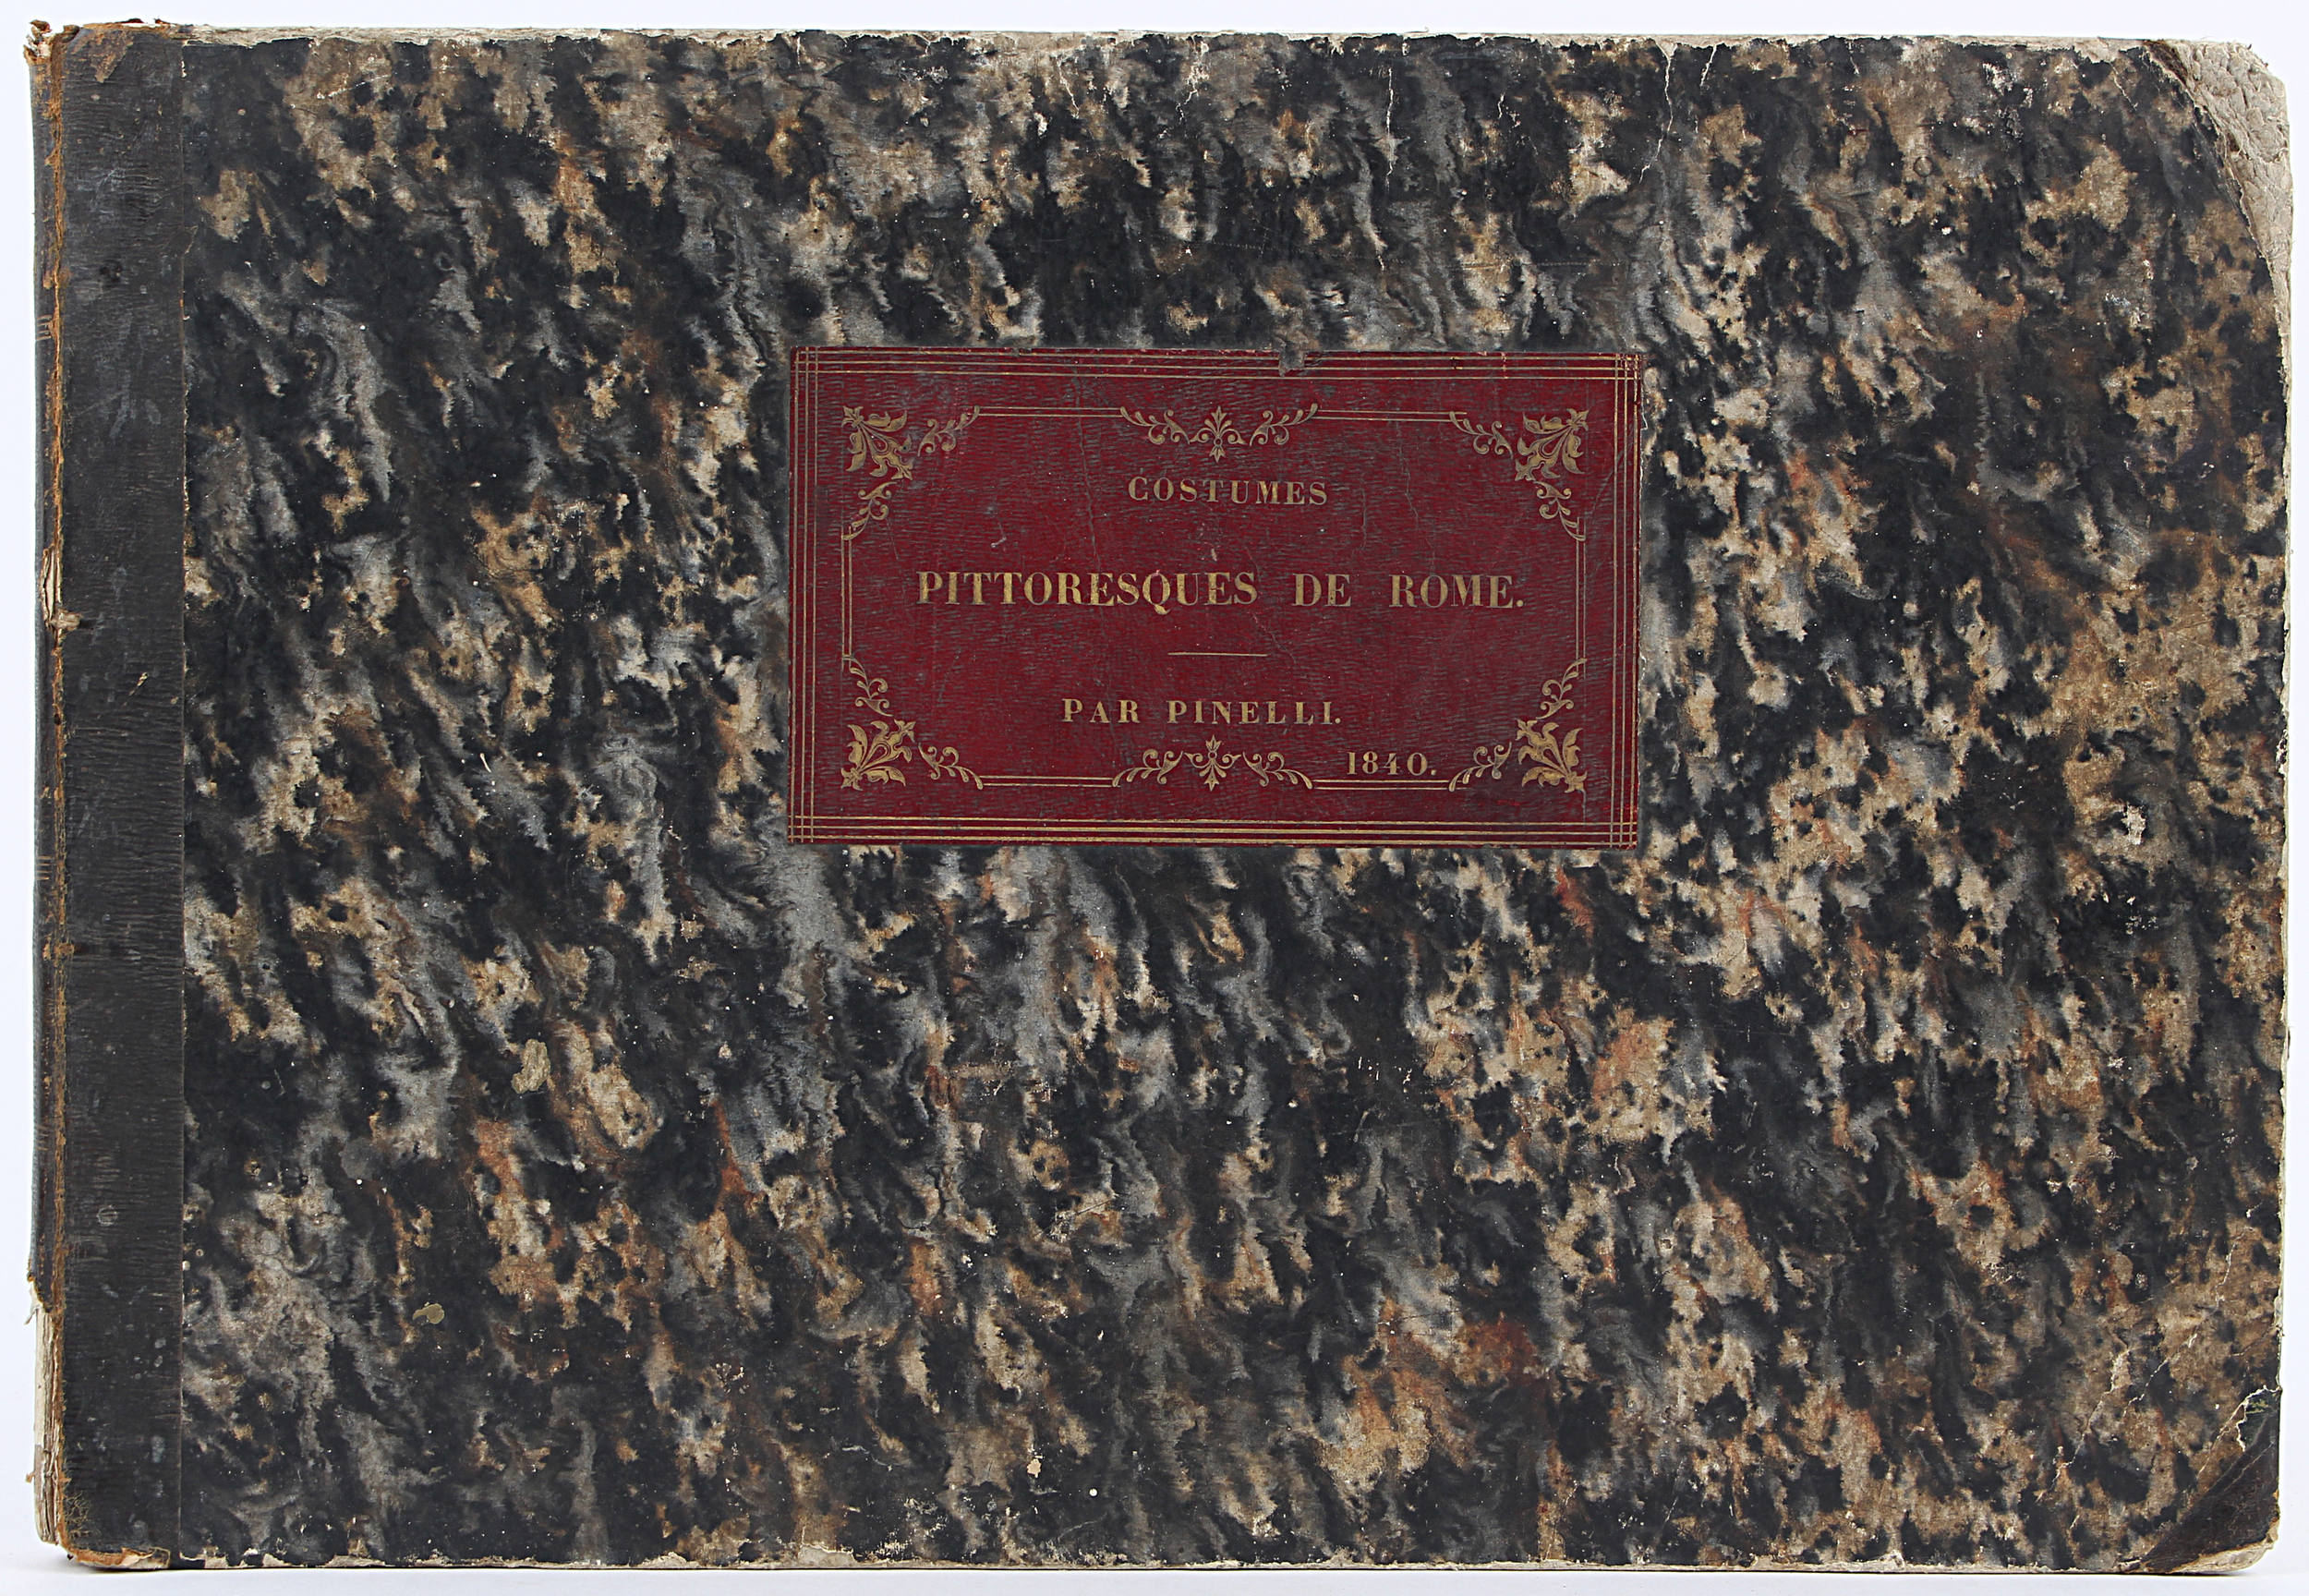 COSTUMES
PITTORESQUES DE ROME.
PAR PINELLI.
1840.